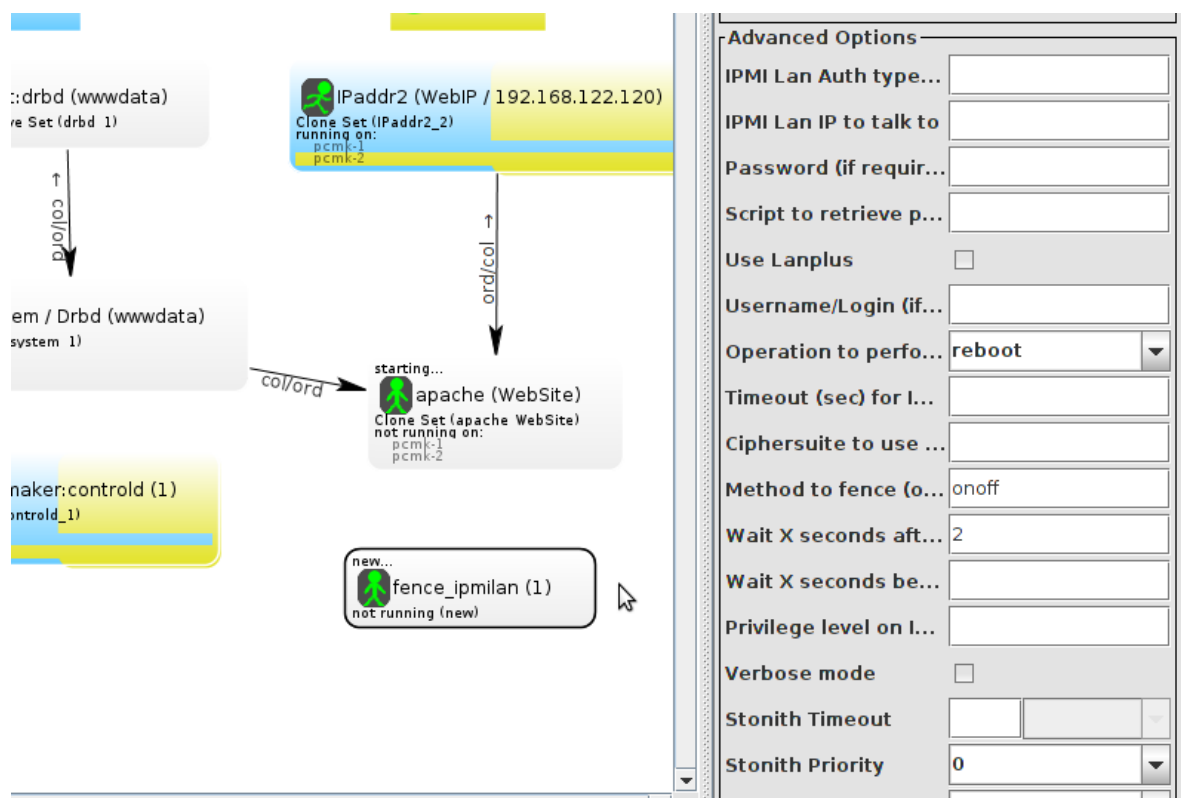 :drbd (wwwdata)
ve Set (drbd_1)
IPaddr2 (WebIP / 192.168.122.120)
Clone Set (IPaddr2_2)
running on:
pcmk-1
pcmk-2
← col/ord
ord/col →
em / Drbd (wwwdata)
system_1)
col/ord
starting...
apache (WebSite)
Clone Set (apache_WebSite)
not running on:
pcmk-1
pcmk-2
naker:controld (1)
ontrold_1)
new...
fence_ipmilan (1)
not running (new)
Advanced Options
IPMI Lan Auth type...
IPMI Lan IP to talk to
Password (if requir...
Script to retrieve p...
Use Lanplus
Username/Login (if...
Operation to perfo... reboot
Timeout (sec) for I...
Ciphersuite to use ...
Method to fence (o... onoff
Wait X seconds aft... 2
Wait X seconds be...
Privilege level on I...
Verbose mode
Stonith Timeout
Stonith Priority 0